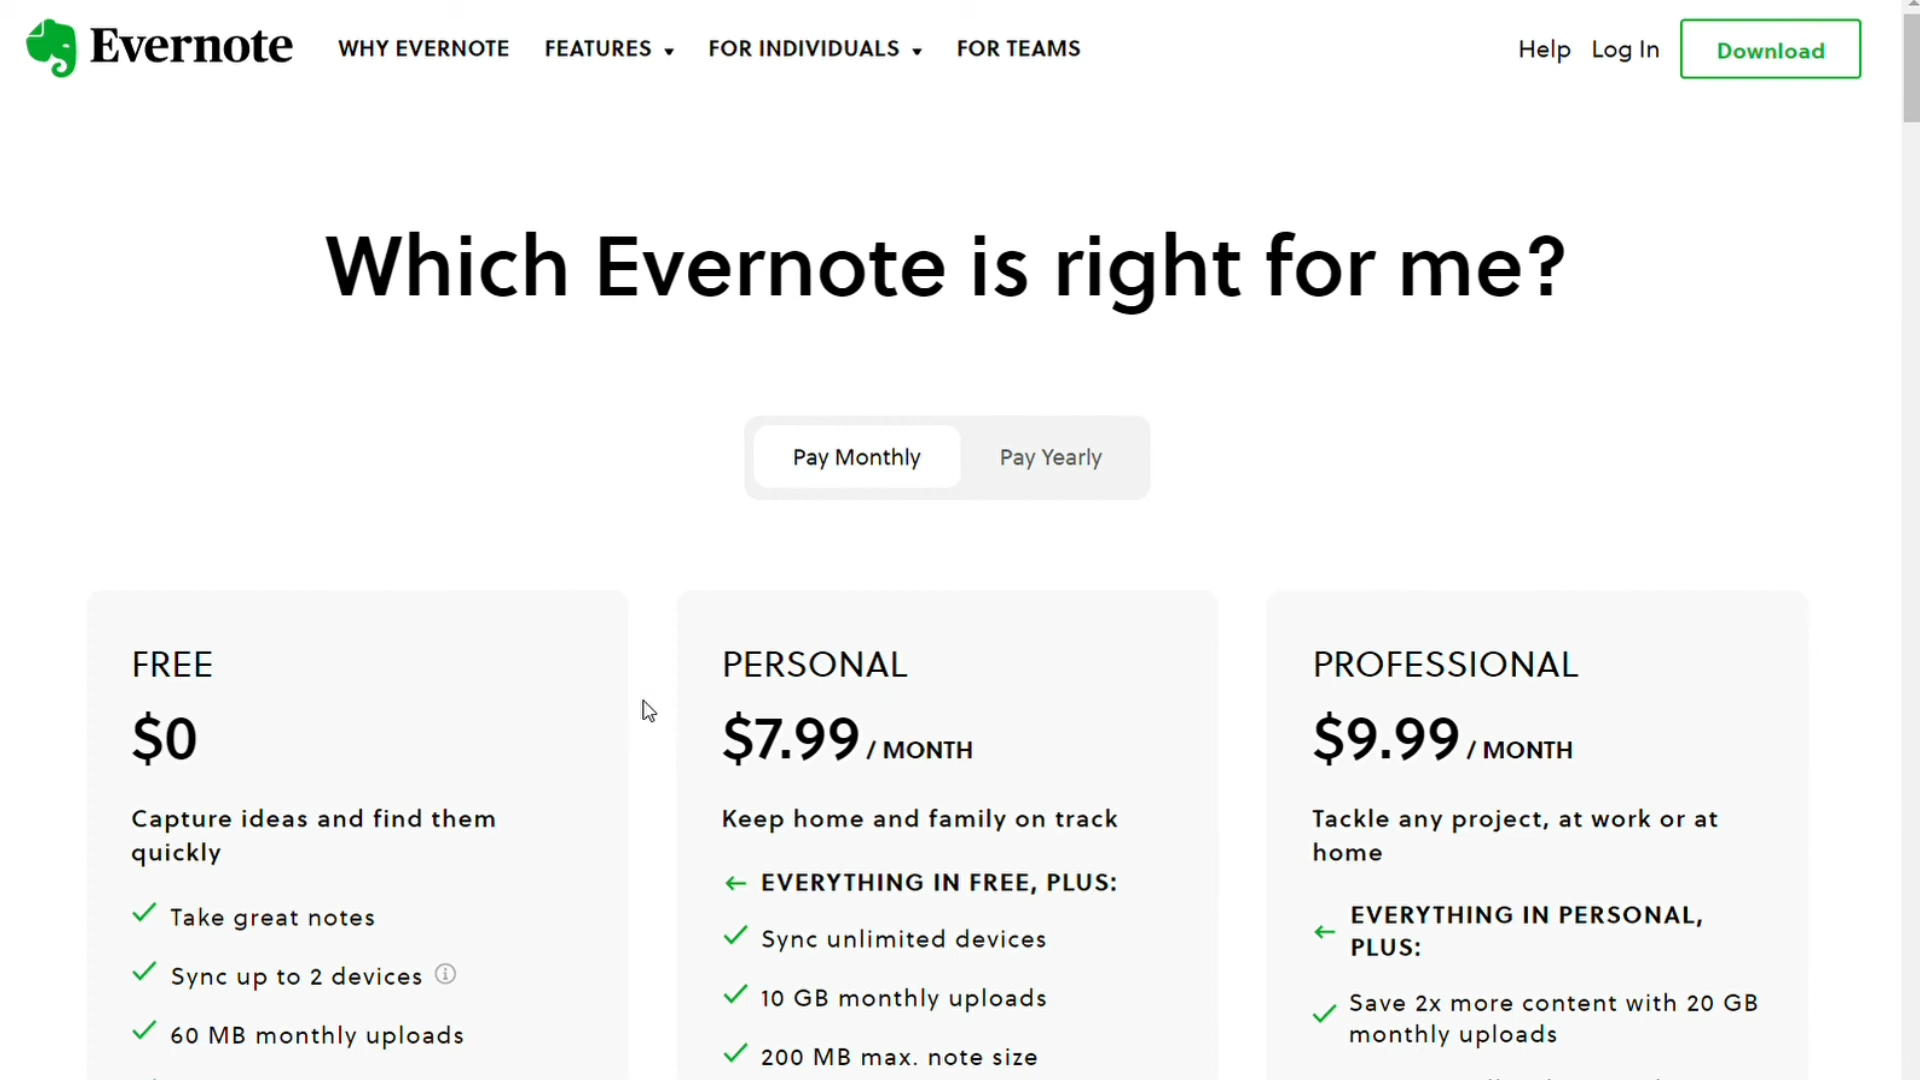 Evernote
WHY EVERNOTE
FEATURES
FOR INDIVIDUALS
FOR TEAMS
Help
Log In
Download
Which Evernote is right for me?
Pay Monthly
Pay Yearly
FREE
$0
Capture ideas and find them
quickly
Take great notes
Sync up to 2 devices
60 MB monthly uploads
PERSONAL
$7.99 / MONTH
Keep home and family on track
EVERYTHING IN FREE, PLUS:
Sync unlimited devices
10 GB monthly uploads
200 MB max. note size
PROFESSIONAL
$9.99 / MONTH
Tackle any project, at work or at
home
EVERYTHING IN PERSONAL,
PLUS:
Save 2x more content with 20 GB
monthly uploads